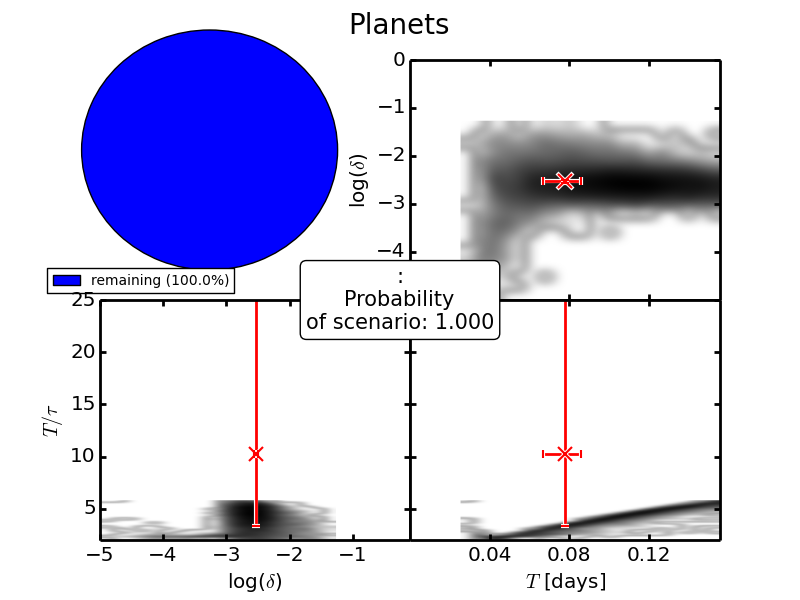 Planets
0
−1
−2
−3
−4
log(δ)
remaining (100.0%)
:
Probability
of scenario: 1.000
25
20
15
10
5
T/τ
−5 −4 −3 −2 −1
log(δ)
0.04 0.08 0.12
T [days]